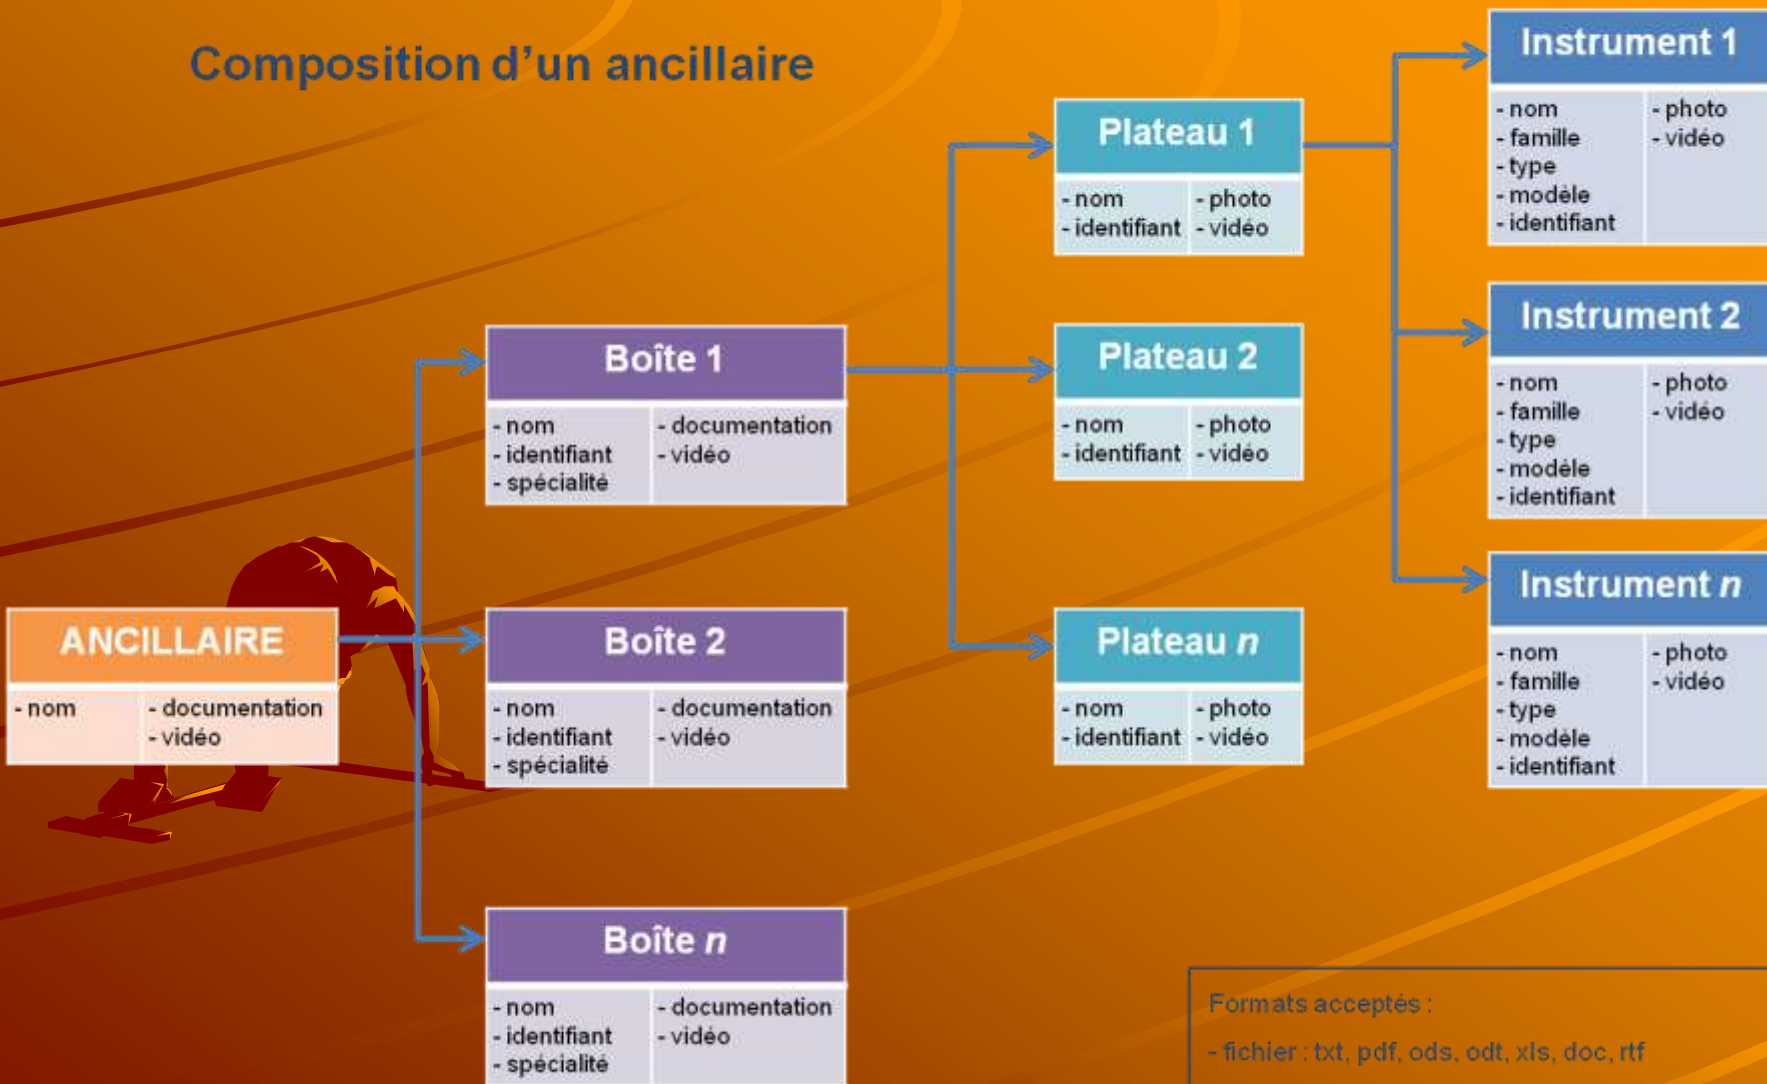 Composition d'un ancillaire
ANCILLAIRE
- nom
- documentation
- vidéo
Boîte 1
- nom
- identifiant
- spécialité
- documentation
- vidéo
Boîte 2
- nom
- identifiant
- spécialité
- documentation
- vidéo
Boîte n
- nom
- identifiant
- spécialité
- documentation
- vidéo
Plateau 1
- nom
- identifiant
- photo
- vidéo
Plateau 2
- nom
- identifiant
- photo
- vidéo
Plateau n
- nom
- identifiant
- photo
- vidéo
Instrument 1
- nom
- famille
- type
- modèle
- identifiant
- photo
- vidéo
Instrument 2
- nom
- famille
- type
- modèle
- identifiant
- photo
- vidéo
Instrument n
- nom
- famille
- type
- modèle
- identifiant
- photo
- vidéo
Formats acceptés :
- fichier : txt, pdf, ods, odt, xls, doc, rtf